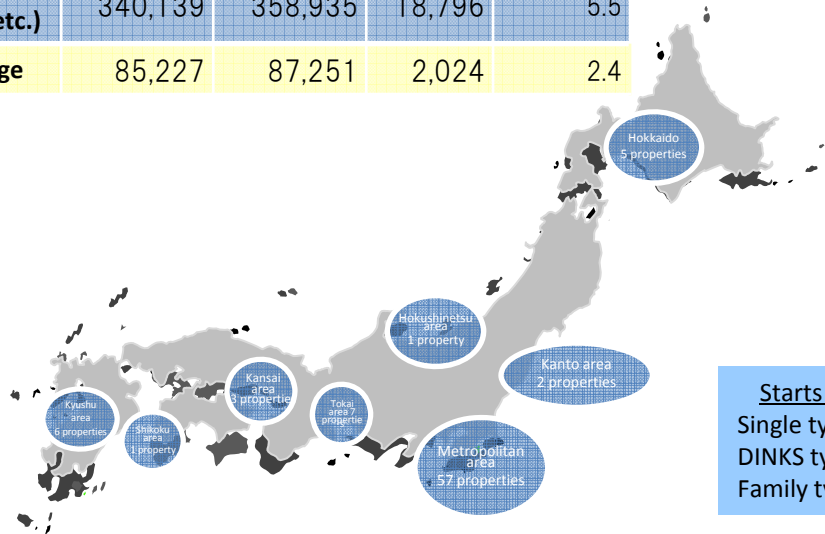 etc.) 340,139 358,935 18,796 5.5
ge 85,227 87,251 2,024 2.4
Hokkaido
5 properties
Hokushinetsu
area
1 property
Kanto area
2 properties
Kansai
area
3 propertie
Tokai
area 7
propertie
Kyushu
area
6 properties
Shikoku
area
1 property
Metropolitan
area
57 properties
Starts
Single ty
DINKS ty
Family ty